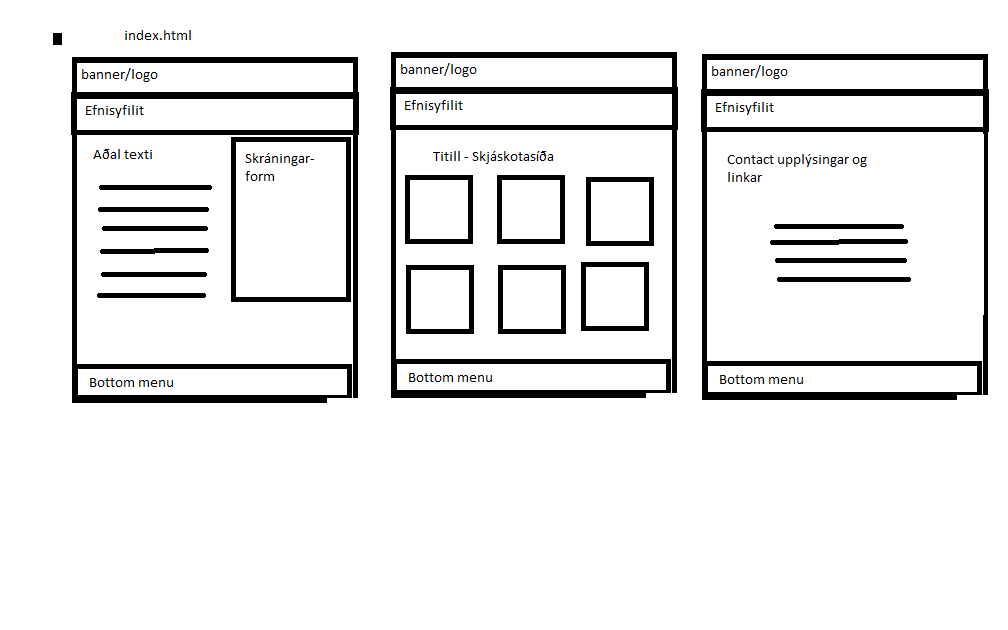 index.html
banner/logo
Efnisyfilit
Aðal texti
Skráningar-
form
Bottom menu
banner/logo
Efnisyfilit
Titill - Skjáskotasíða
Bottom menu
banner/logo
Efnisyfilit
Contact upplýsingar og
linkar
Bottom menu